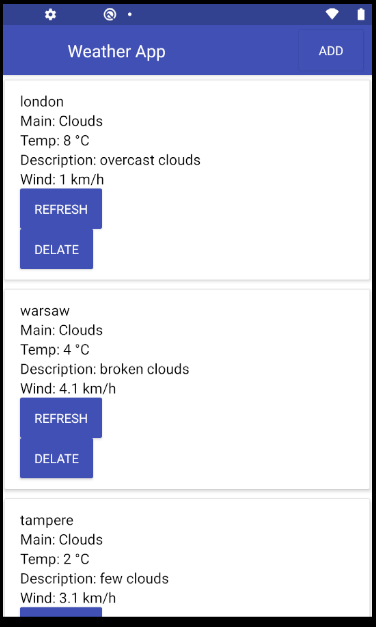 Weather App
ADD
london
Main: Clouds
Temp: 8 °C
Description: overcast clouds
Wind: 1 km/h
REFRESH
DELATE
warsaw
Main: Clouds
Temp: 4 °C
Description: broken clouds
Wind: 4.1 km/h
REFRESH
DELATE
tampere
Main: Clouds
Temp: 2 °C
Description: few clouds
Wind: 3.1 km/h